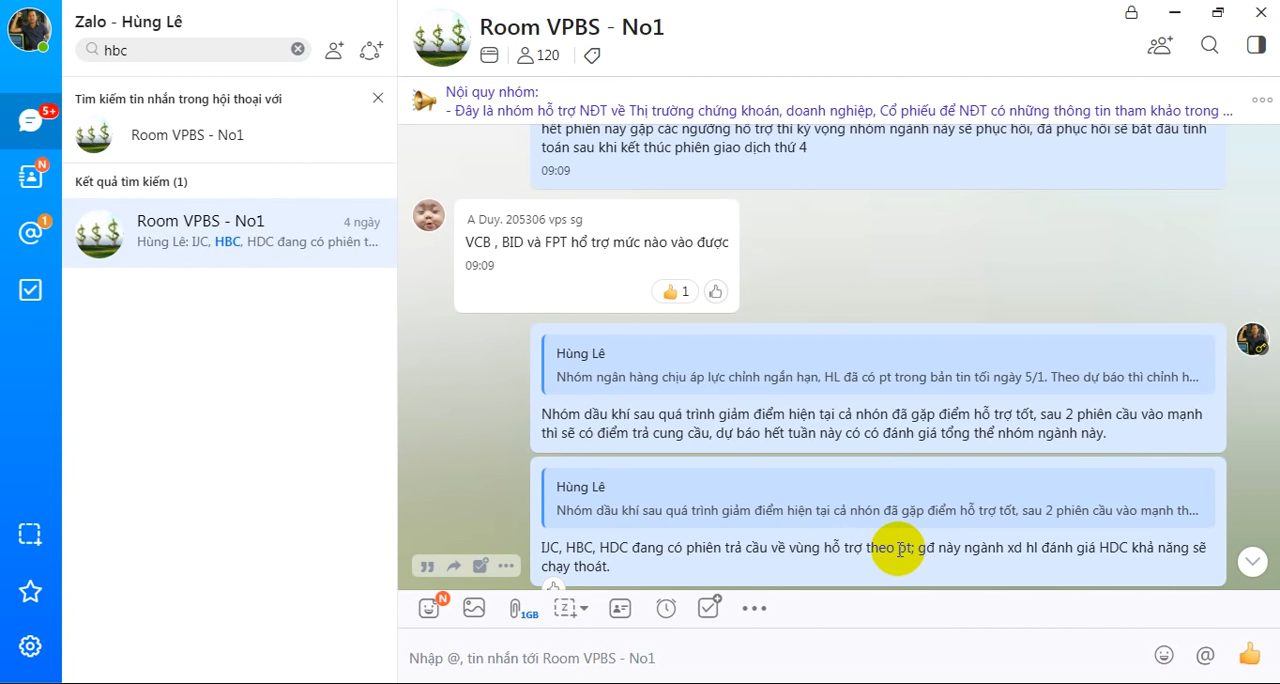 Zalo - Hùng Lê
hbc
Tìm kiếm tin nhắn trong hội thoại với
Room VPBS - No1
Kết quả tìm kiếm (1)
Room VPBS - No1
4 ngày
Hùng Lê: IJC, HBC, HDC đang có phiên t...
5+
N
1
Room VPBS - No1
120
Nội quy nhóm:
- Đây là nhóm hỗ trợ NĐT về Thị trường chứng khoán, doanh nghiệp, Cổ phiếu để NĐT có những thông tin tham khảo trong ...
hết phiên nay gặp các ngưỡng hỗ trợ thì kỳ vọng nhóm ngành này sẽ phục hồi, đà phục hồi sẽ bắt đầu tính
toán sau khi kết thúc phiên giao dịch thứ 4
09:09
A Duy. 205306 vps sg
VCB , BID và FPT hổ trợ mức nào vào được
09:09
1
Hùng Lê
Nhóm ngân hàng chịu áp lực chỉnh ngắn hạn, HL đã có pt trong bản tin tối ngày 5/1. Theo dự báo thì chỉnh h...
Nhóm dầu khí sau quá trình giảm điểm hiện tại cả nhón đã gặp điểm hỗ trợ tốt, sau 2 phiên cầu vào mạnh
thì sẽ có điểm trả cung cầu, dự báo hết tuần này có có đánh giá tổng thể nhóm ngành này.
Hùng Lê
Nhóm dầu khí sau quá trình giảm điểm hiện tại cả nhón đã gặp điểm hỗ trợ tốt, sau 2 phiên cầu vào mạnh th...
IJC, HBC, HDC đang có phiên trả cầu về vùng hỗ trợ theo pt; gđ này ngành xd hl đánh giá HDC khả năng sẽ
chạy thoát.
N
1GB
Nhập @, tin nhắn tới Room VPBS - No1